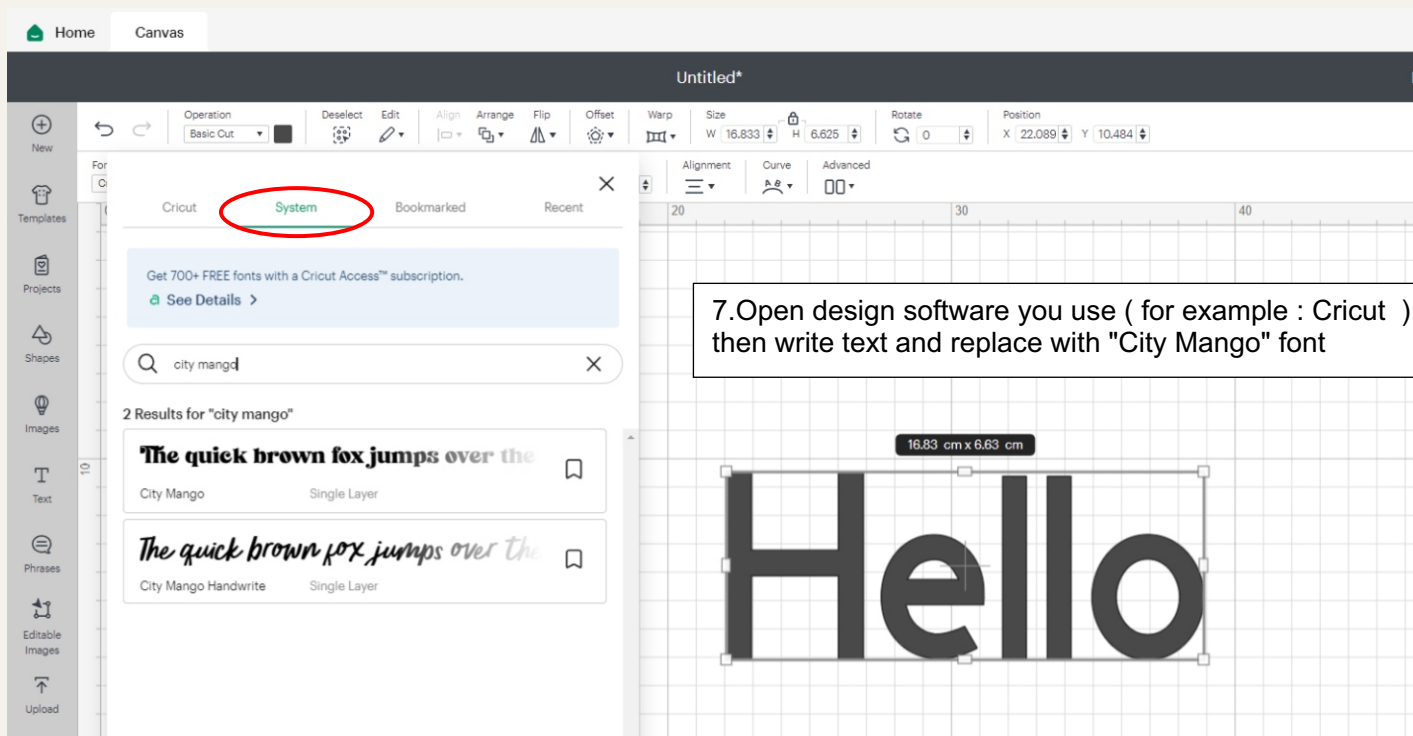 Home Canvas
Untitled*
New
Operation Deselect Edit Align Arrange Flip Offset Warp Size Rotate Position
Basic Cut W 16.833 H 6.625 0 X 22.089 Y 10.484
Alignment Curve Advanced
Templates
Cricut System Bookmarked Recent
20 30 40
Get 700+ FREE fonts with a Cricut Access™ subscription.
See Details >
Projects
7.Open design software you use ( for example : Cricut )
then write text and replace with "City Mango" font
Shapes
city mango
2 Results for "city mango"
Images
The quick brown fox jumps over the
City Mango Single Layer
10
Text
16.83 cm x 6.63 cm
Hello
The quick brown fox jumps over the
City Mango Handwrite Single Layer
Phrases
Editable
Images
Upload